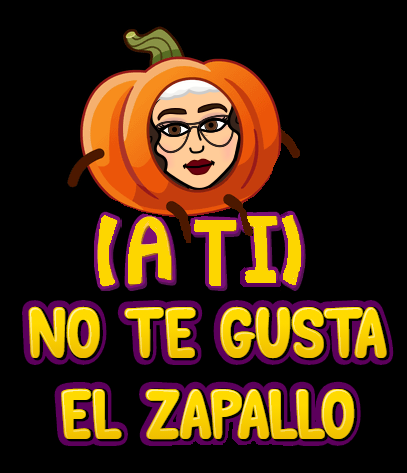 (A TI)
NO TE GUSTA
EL ZAPALLO